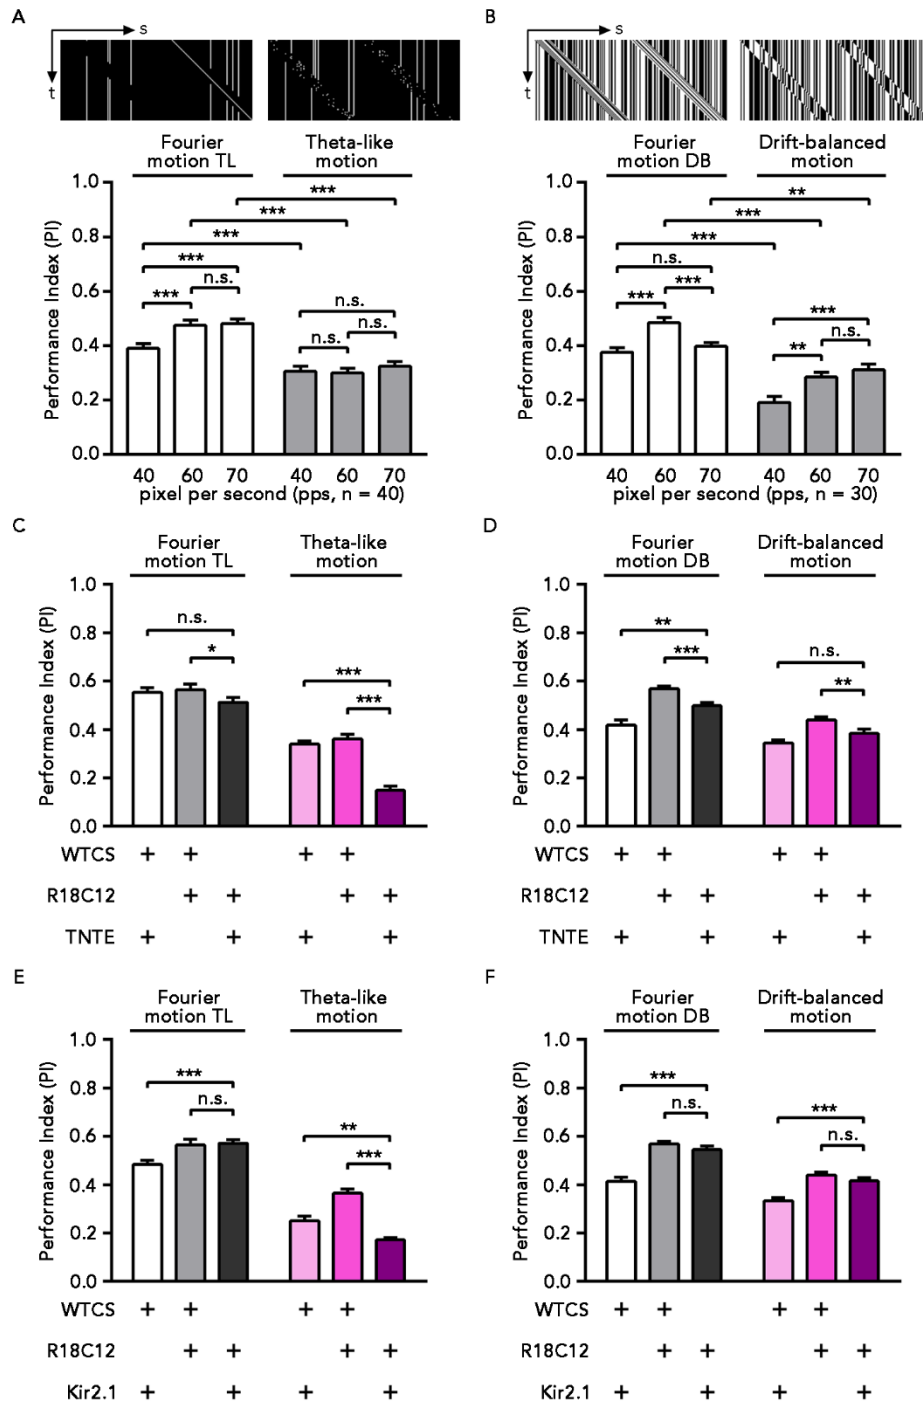 A
B
s
s
t
t
Fourier motion TL
Theta-like motion
Fourier motion DB
Drift-balanced motion
Performance Index (PI)
1.0
0.8
0.6
0.4
0.2
0.0
***
***
***
***
n.s.
***
n.s.
n.s.
n.s.
40 60 70 40 60 70
pixel per second (pps, n = 40)
Performance Index (PI)
1.0
0.8
0.6
0.4
0.2
0.0
**
***
***
n.s.
***
***
***
n.s.
**
40 60 70 40 60 70
pixel per second (pps, n = 30)
C
Fourier motion TL
Theta-like motion
Performance Index (PI)
1.0
0.8
0.6
0.4
0.2
0.0
n.s.
*
***
***
WTCS + + + +
R18C12 + + + +
TNTE + + + +
D
Fourier motion DB
Drift-balanced motion
Performance Index (PI)
1.0
0.8
0.6
0.4
0.2
0.0
**
***
n.s.
**
WTCS + + + +
R18C12 + + + +
TNTE + + + +
E
Fourier motion TL
Theta-like motion
Performance Index (PI)
1.0
0.8
0.6
0.4
0.2
0.0
***
n.s.
**
***
WTCS + + + +
R18C12 + + + +
Kir2.1 + + + +
F
Fourier motion DB
Drift-balanced motion
Performance Index (PI)
1.0
0.8
0.6
0.4
0.2
0.0
***
n.s.
***
n.s.
WTCS + + + +
R18C12 + + + +
Kir2.1 + + + +